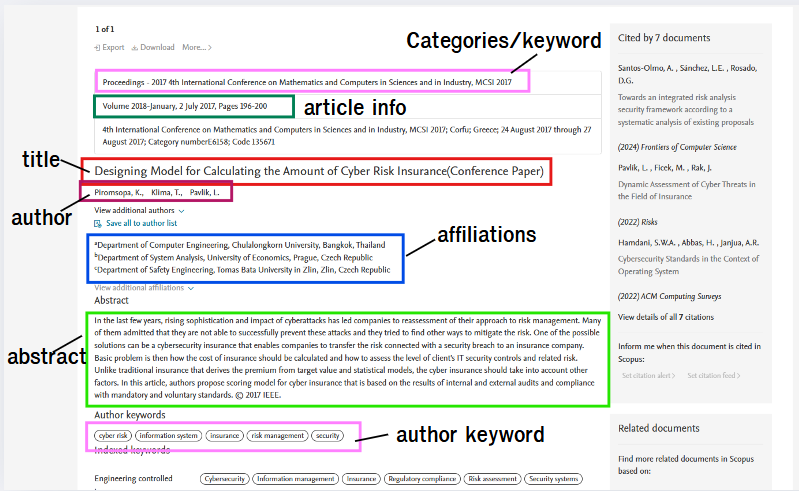 1 of 1
Export Download More...
Categories/keyword
Proceedings - 2017 4th International Conference on Mathematics and Computers in Sciences and in Industry, MCSI 2017
Volume 2018-January, 2 July 2017, Pages 196-200
article info
4th International Conference on Mathematics and Computers in Sciences and in Industry, MCSI 2017; Corfu; Greece; 24 August 2017 through 27
August 2017; Category numberE6158; Code 135671
title
Designing Model for Calculating the Amount of Cyber Risk Insurance(Conference Paper)
author
Piromsopa, K., Klima, T., Pavlik, L.
View additional authors
Save all to author list
affiliations
aDepartment of Computer Engineering, Chulalongkorn University, Bangkok, Thailand
bDepartment of System Analysis, University of Economics, Prague, Czech Republic
cDepartment of Safety Engineering, Tomas Bata University in Zlin, Zlin, Czech Republic
View additional affiliations
Abstract
abstract
In the last few years, rising sophistication and impact of cyberattacks has led companies to reassessment of their approach to risk management. Many
of them admitted that they are not able to successfully prevent these attacks and they tried to find other ways to mitigate the risk. One of the possible
solutions can be a cybersecurity insurance that enables companies to transfer the risk connected with a security breach to an insurance company.
Basic problem is then how the cost of insurance should be calculated and how to assess the level of client's IT security controls and related risk.
Unlike traditional insurance that derives the premium from target value and statistical models, the cyber insurance should take into account other
factors. In this article, authors propose scoring model for cyber insurance that is based on the results of internal and external audits and compliance
with mandatory and voluntary standards. © 2017 IEEE.
Author keywords
cyber risk information system insurance risk management security
author keyword
Indexed keywords
Engineering controlled
Cybersecurity Information management Insurance Regulatory compliance Risk assessment Security systems
Cited by 7 documents
Santos-Olmo, A. , Sánchez, L.E. , Rosado,
D.G.
Towards an integrated risk analysis
security framework according to a
systematic analysis of existing proposals
(2024) Frontiers of Computer Science
Pavlik, L. , Ficek, M. , Rak, J.
Dynamic Assessment of Cyber Threats in
the Field of Insurance
(2022) Risks
Hamdani, S.W.A. , Abbas, H. , Janjua, A.R.
Cybersecurity Standards in the Context of
Operating System
(2022) ACM Computing Surveys
View details of all 7 citations
Inform me when this document is cited in
Scopus:
Set citation alert Set citation feed
Related documents
Find more related documents in Scopus
based on: